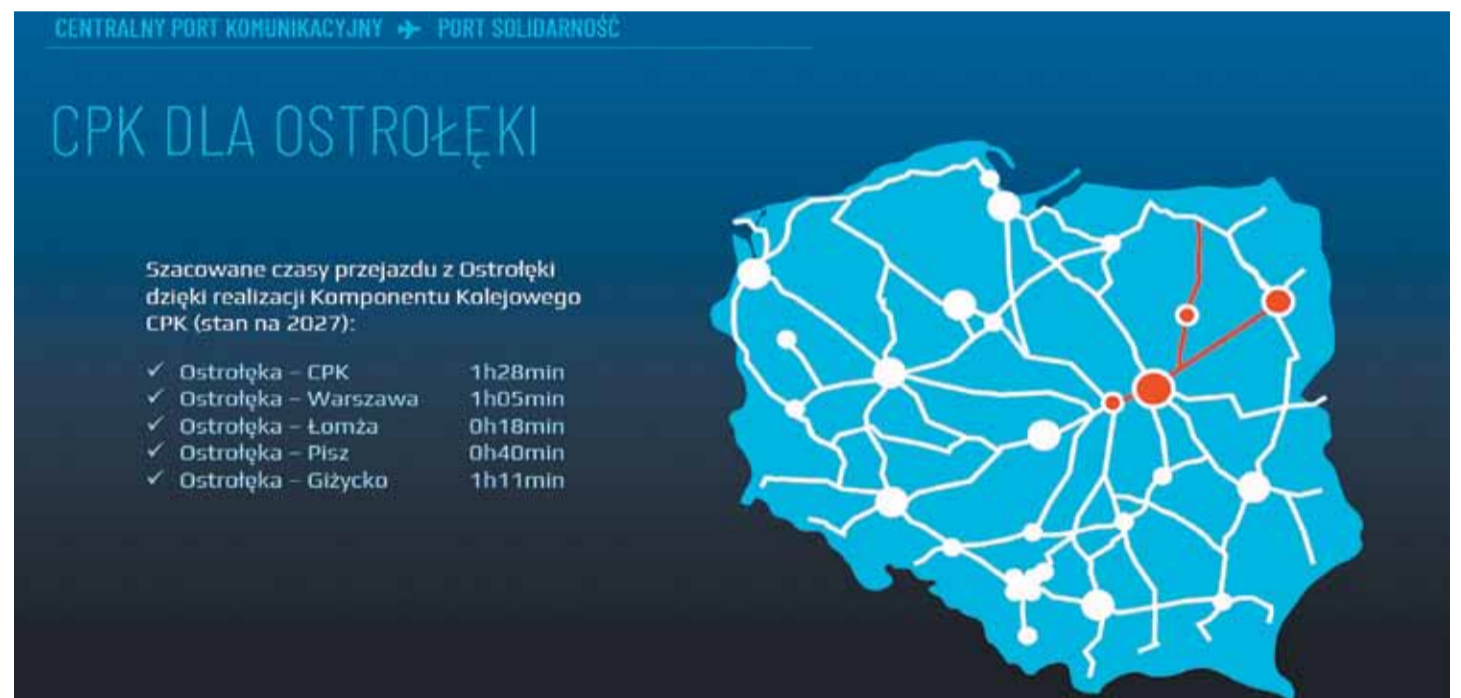 CENTRALNY PORT KOMUNIKACYJNY ✈ PORT SOLIDARNOŚĆ
CPK DLA OSTROŁĘKI
Szacowane czasy przejazdu z Ostrołęki
dzięki realizacji Komponentu Kolejowego
CPK (stan na 2027):
✓ Ostrołęka – CPK 1h28min
✓ Ostrołęka – Warszawa 1h05min
✓ Ostrołęka – Łomża 0h18min
✓ Ostrołęka – Pisz 0h40min
✓ Ostrołęka – Giżycko 1h11min